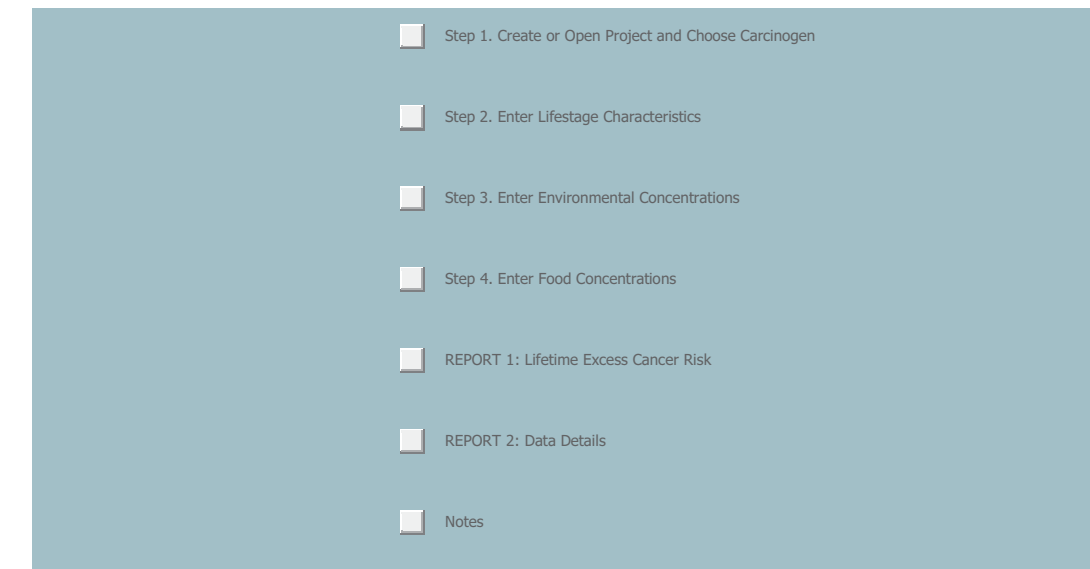 Step 1. Create or Open Project and Choose Carcinogen
Step 2. Enter Lifestage Characteristics
Step 3. Enter Environmental Concentrations
Step 4. Enter Food Concentrations
REPORT 1: Lifetime Excess Cancer Risk
REPORT 2: Data Details
Notes